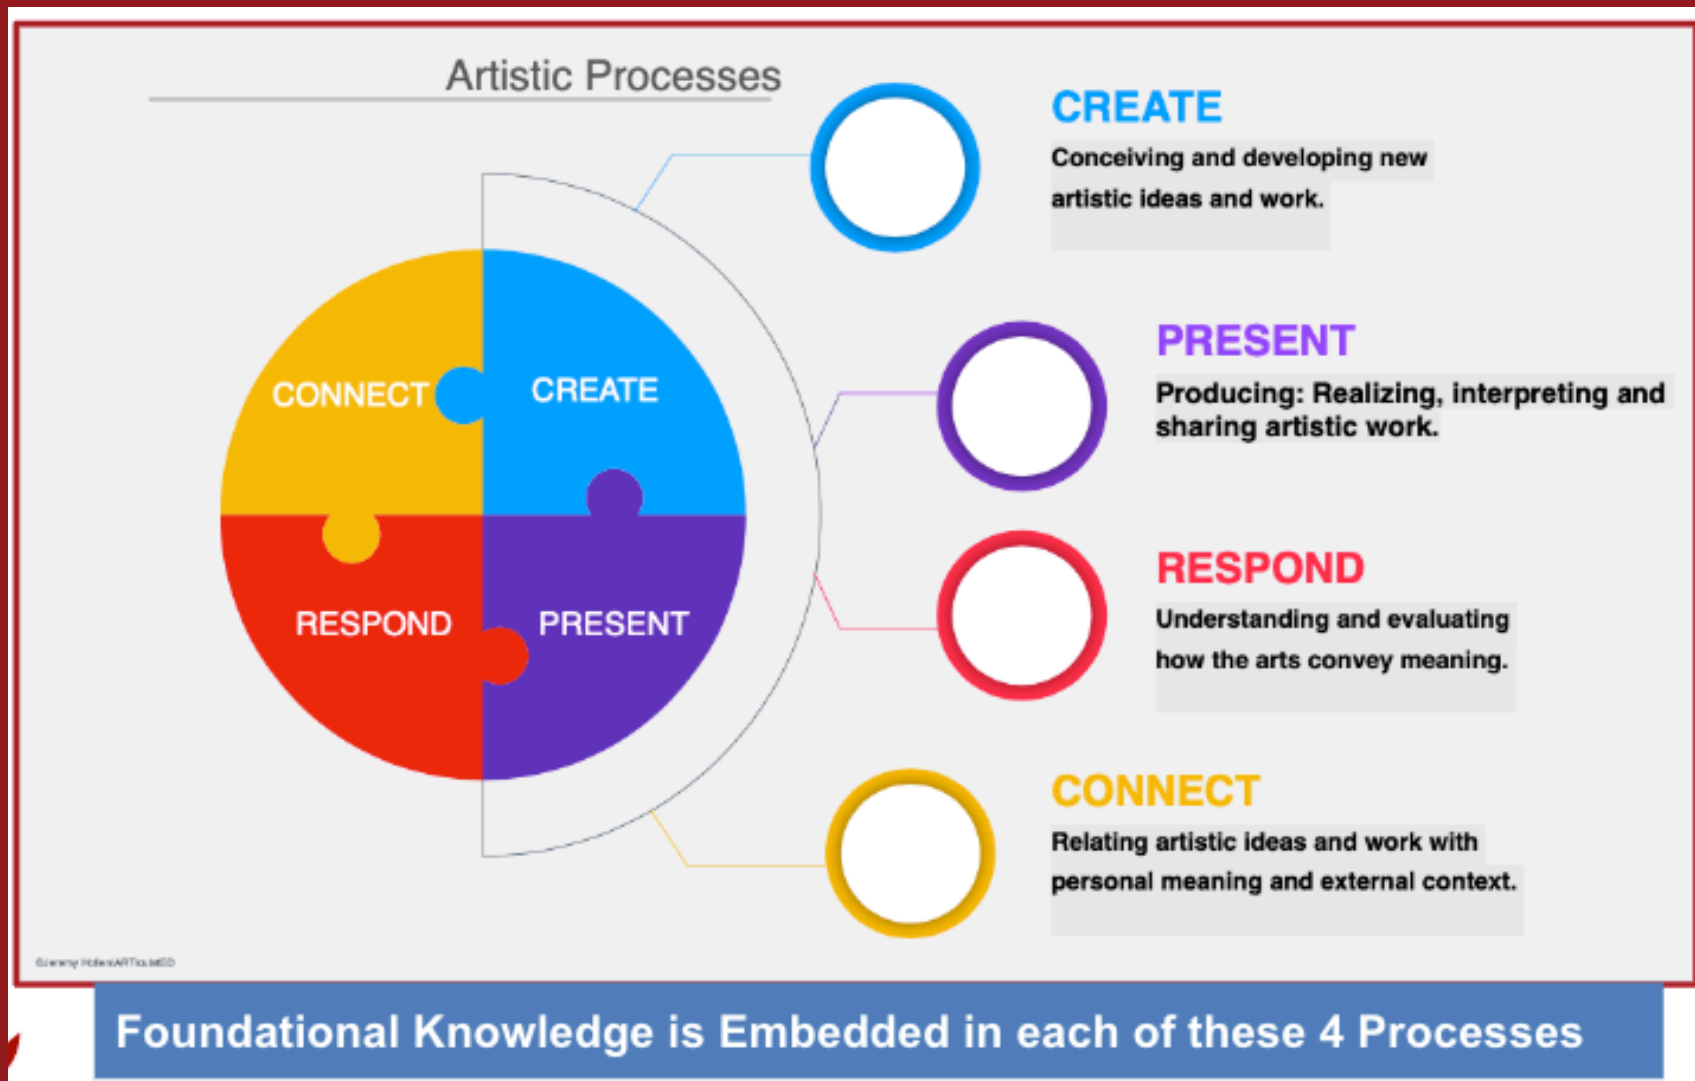 Artistic Processes
CREATE
Conceiving and developing new
artistic ideas and work.
PRESENT
Producing: Realizing, interpreting and
sharing artistic work.
CONNECT
CREATE
RESPOND
PRESENT
RESPOND
Understanding and evaluating
how the arts convey meaning.
CONNECT
Relating artistic ideas and work with
personal meaning and external context.
©Jeremy
Foundational Knowledge is Embedded in each of these 4 Processes